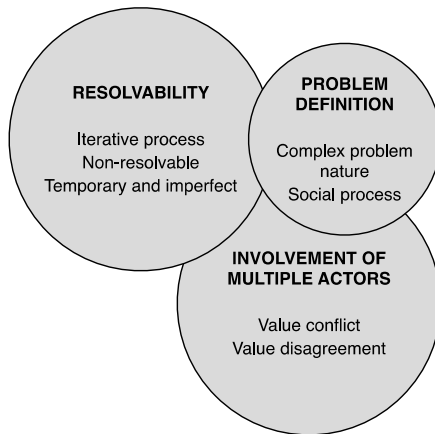 RESOLVABILITY
Iterative process
Non-resolvable
Temporary and imperfect
PROBLEM
DEFINITION
Complex problem
nature
Social process
INVOLVEMENT OF
MULTIPLE ACTORS
Value conflict
Value disagreement